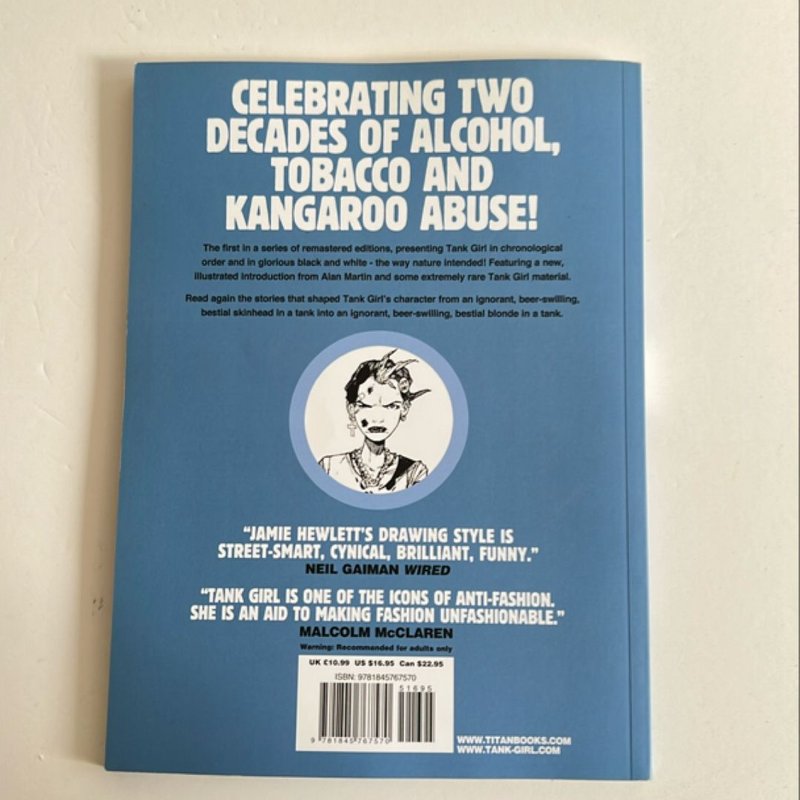 CELEBRATING TWO
DECADES OF ALCOHOL,
TOBACCO AND
KANGAROO ABUSE!
The first in a series of remastered editions, presenting Tank Girl in chronological
order and in glorious black and white - the way nature intended! Featuring a new,
illustrated introduction from Alan Martin and some extremely rare Tank Girl material.
Read again the stories that shaped Tank Girl's character from an ignorant, beer-swilling,
bestial skinhead in a tank into an ignorant, beer-swilling, bestial blonde in a tank.
“JAMIE HEWLETT'S DRAWING STYLE IS
STREET-SMART, CYNICAL, BRILLIANT, FUNNY.”
NEIL GAIMAN WIRED
“TANK GIRL IS ONE OF THE ICONS OF ANTI-FASHION.
SHE IS AN AID TO MAKING FASHION UNFASHIONABLE.”
MALCOLM McCLAREN
Warning: Recommended for adults only
UK £10.99 US $16.95 Can $22.95
ISBN: 9781845767570
51695
9 781845 767570
WWW.TITANBOOKS.COM
WWW.TANK-GIRL.COM